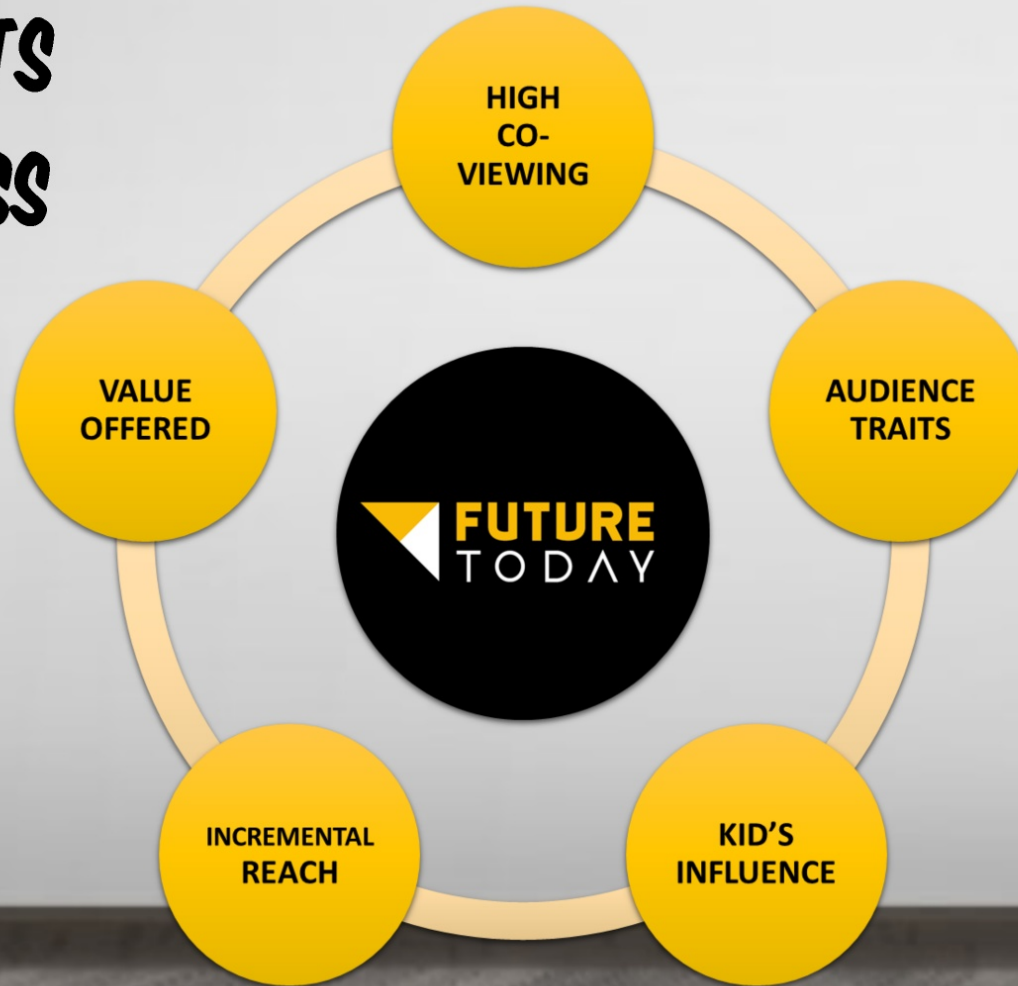 HIGH
CO-
VIEWING
AUDIENCE
TRAITS
KID'S
INFLUENCE
INCREMENTAL
REACH
VALUE
OFFERED
FUTURE
TODAY